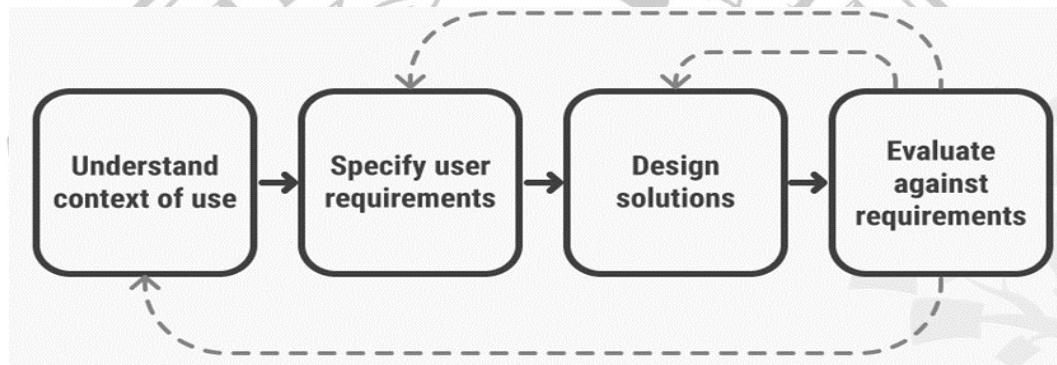 Understand
context of use
Specify user
requirements
Design
solutions
Evaluate
against
requirements